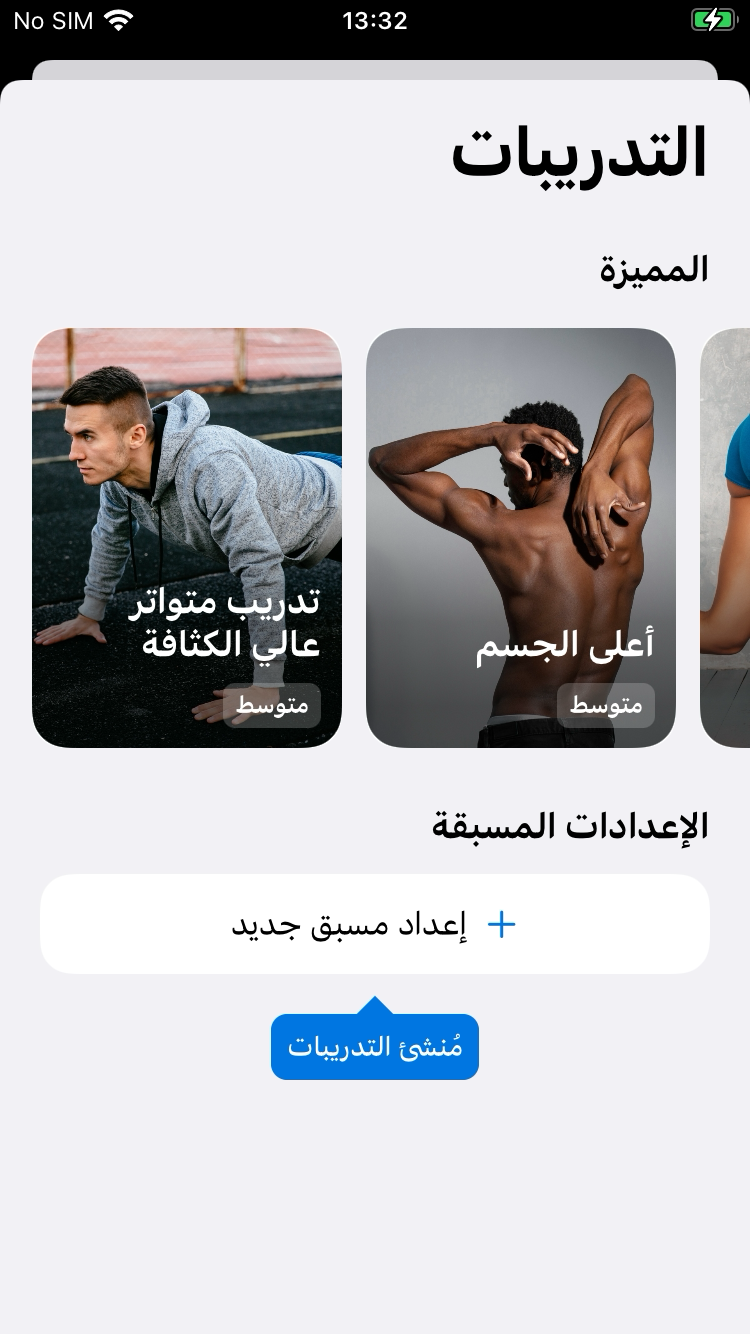 No SIM 13:32
التدريبات
المميزة
تدريب متواتر
عالي الكثافة
متوسط
أعلى الجسم
متوسط
الإعدادات المسبقة
+ إعداد مسبق جديد
مُنشئ التدريبات